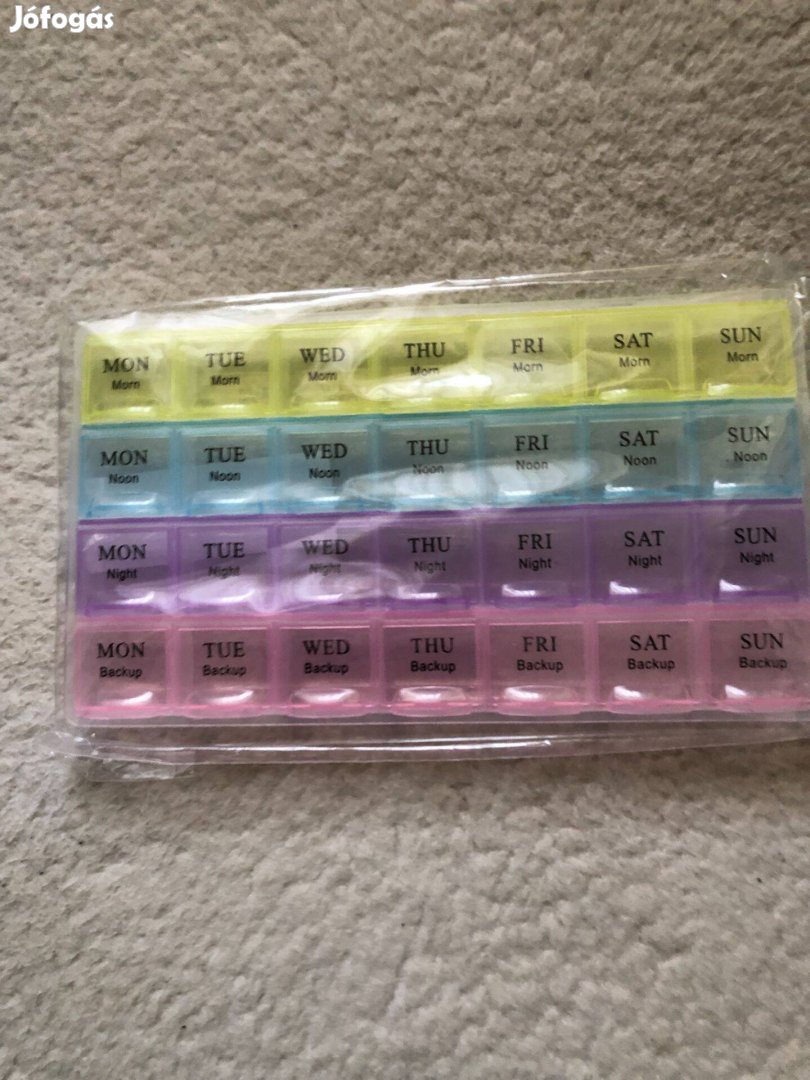 Jófogás
MON TUE WED THU FRI SAT SUN
Morn Morn Morn Morn Morn Morn Morn
MON TUE WED THU FRI SAT SUN
Noon Noon Noon Noon Noon Noon Noon
MON TUE WED THU FRI SAT SUN
Night Night Night Night Night Night Night
MON TUE WED THU FRI SAT SUN
Backup Backup Backup Backup Backup Backup Backup